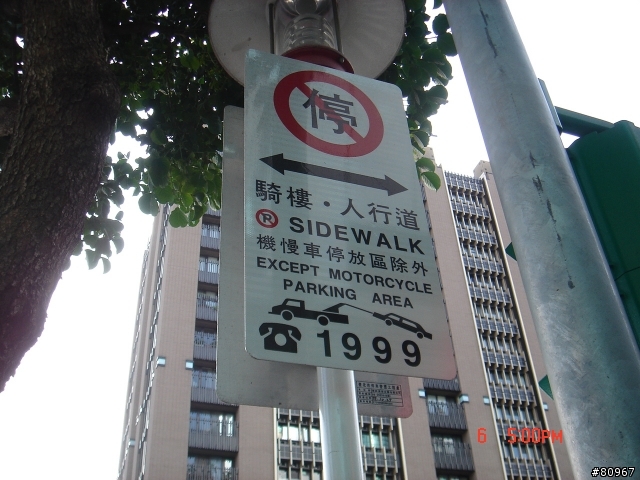 停
騎樓·人行道
R SIDEWALK
機慢車停放區除外
EXCEPT MOTORCYCLE
PARKING AREA
1999
6 5:00PM
#80967